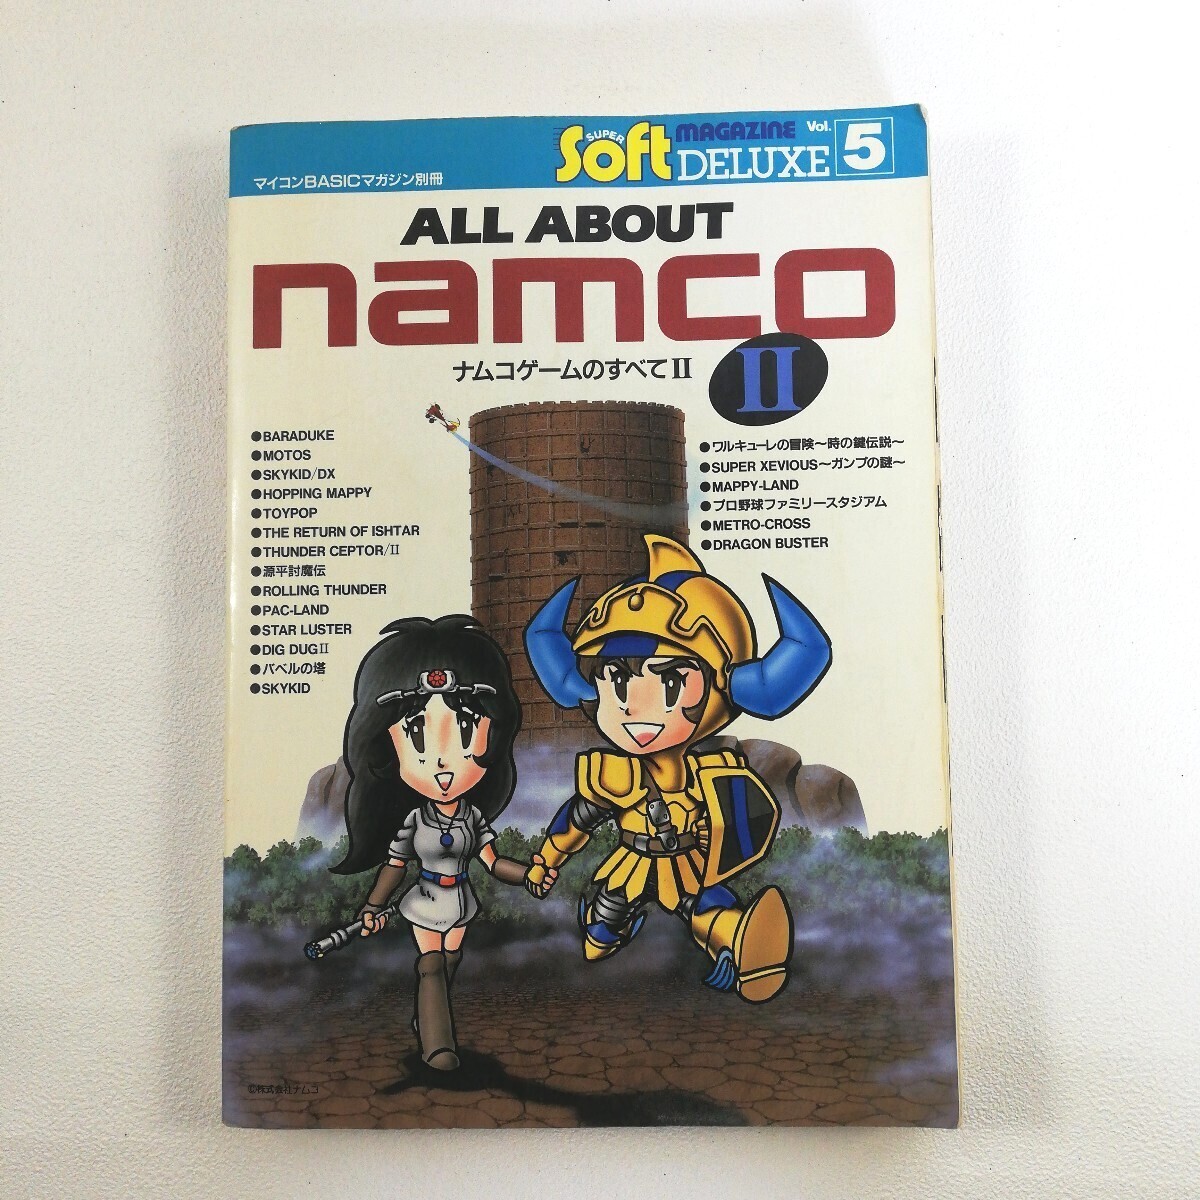 マイコンBASICマガジン別冊
SUPER Soft MAGAZINE DELUXE Vol. 5
ALL ABOUT
namco
II
ナムコゲームのすべてII
●BARADUKE
●MOTOS
●SKYKID/DX
●HOPPING MAPPY
●TOYPOP
●THE RETURN OF ISHTAR
●THUNDER CEPTOR/II
●源平討魔伝
●ROLLING THUNDER
●PAC-LAND
●STAR LUSTER
●DIG DUG II
●バベルの塔
●SKYKID
●ワルキューレの冒険〜時の鍵伝説〜
●SUPER XEVIOUS〜ガンプの謎〜
●MAPPY-LAND
●プロ野球ファミリースタジアム
●METRO-CROSS
●DRAGON BUSTER
©株式会社ナムコ